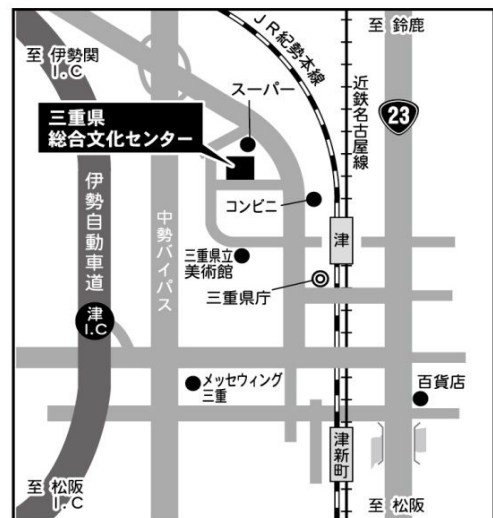 至 伊勢関
I.C
JR紀勢本線
至 鈴鹿
スーパー
三重県
総合文化センター
近鉄名古屋線
23
伊勢自動車道
中勢バイパス
コンビニ
津
三重県立
美術館
三重県庁
津
I.C
メッセウィング
三重
百貨店
津新町
至 松阪
I.C
至 松阪